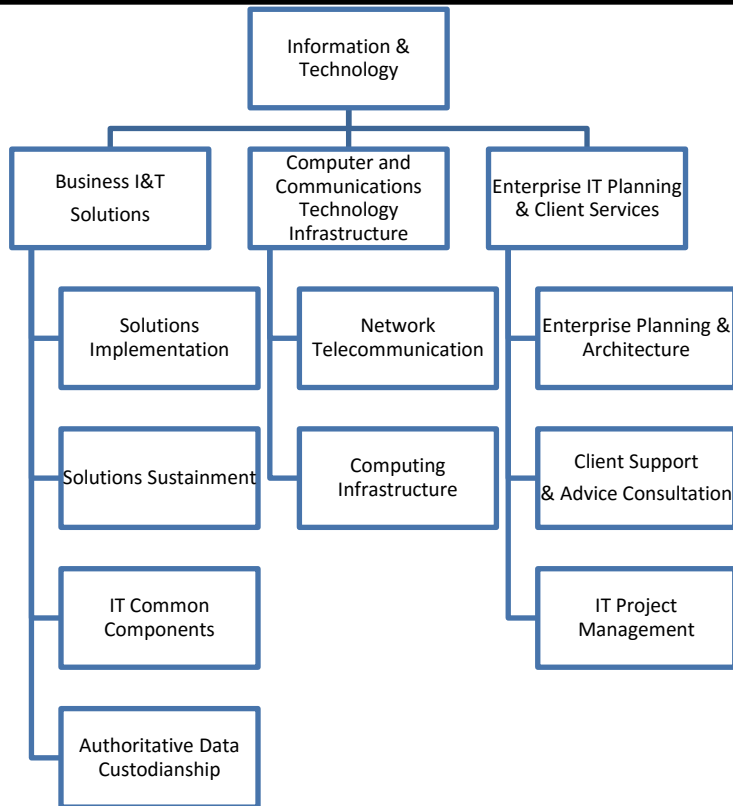 Information &
Technology
Business I&T
Solutions
Computer and
Communications
Technology
Infrastructure
Enterprise IT Planning
& Client Services
Solutions
Implementation
Network
Telecommunication
Enterprise Planning &
Architecture
Solutions Sustainment
Computing
Infrastructure
Client Support
& Advice Consultation
IT Common
Components
IT Project
Management
Authoritative Data
Custodianship